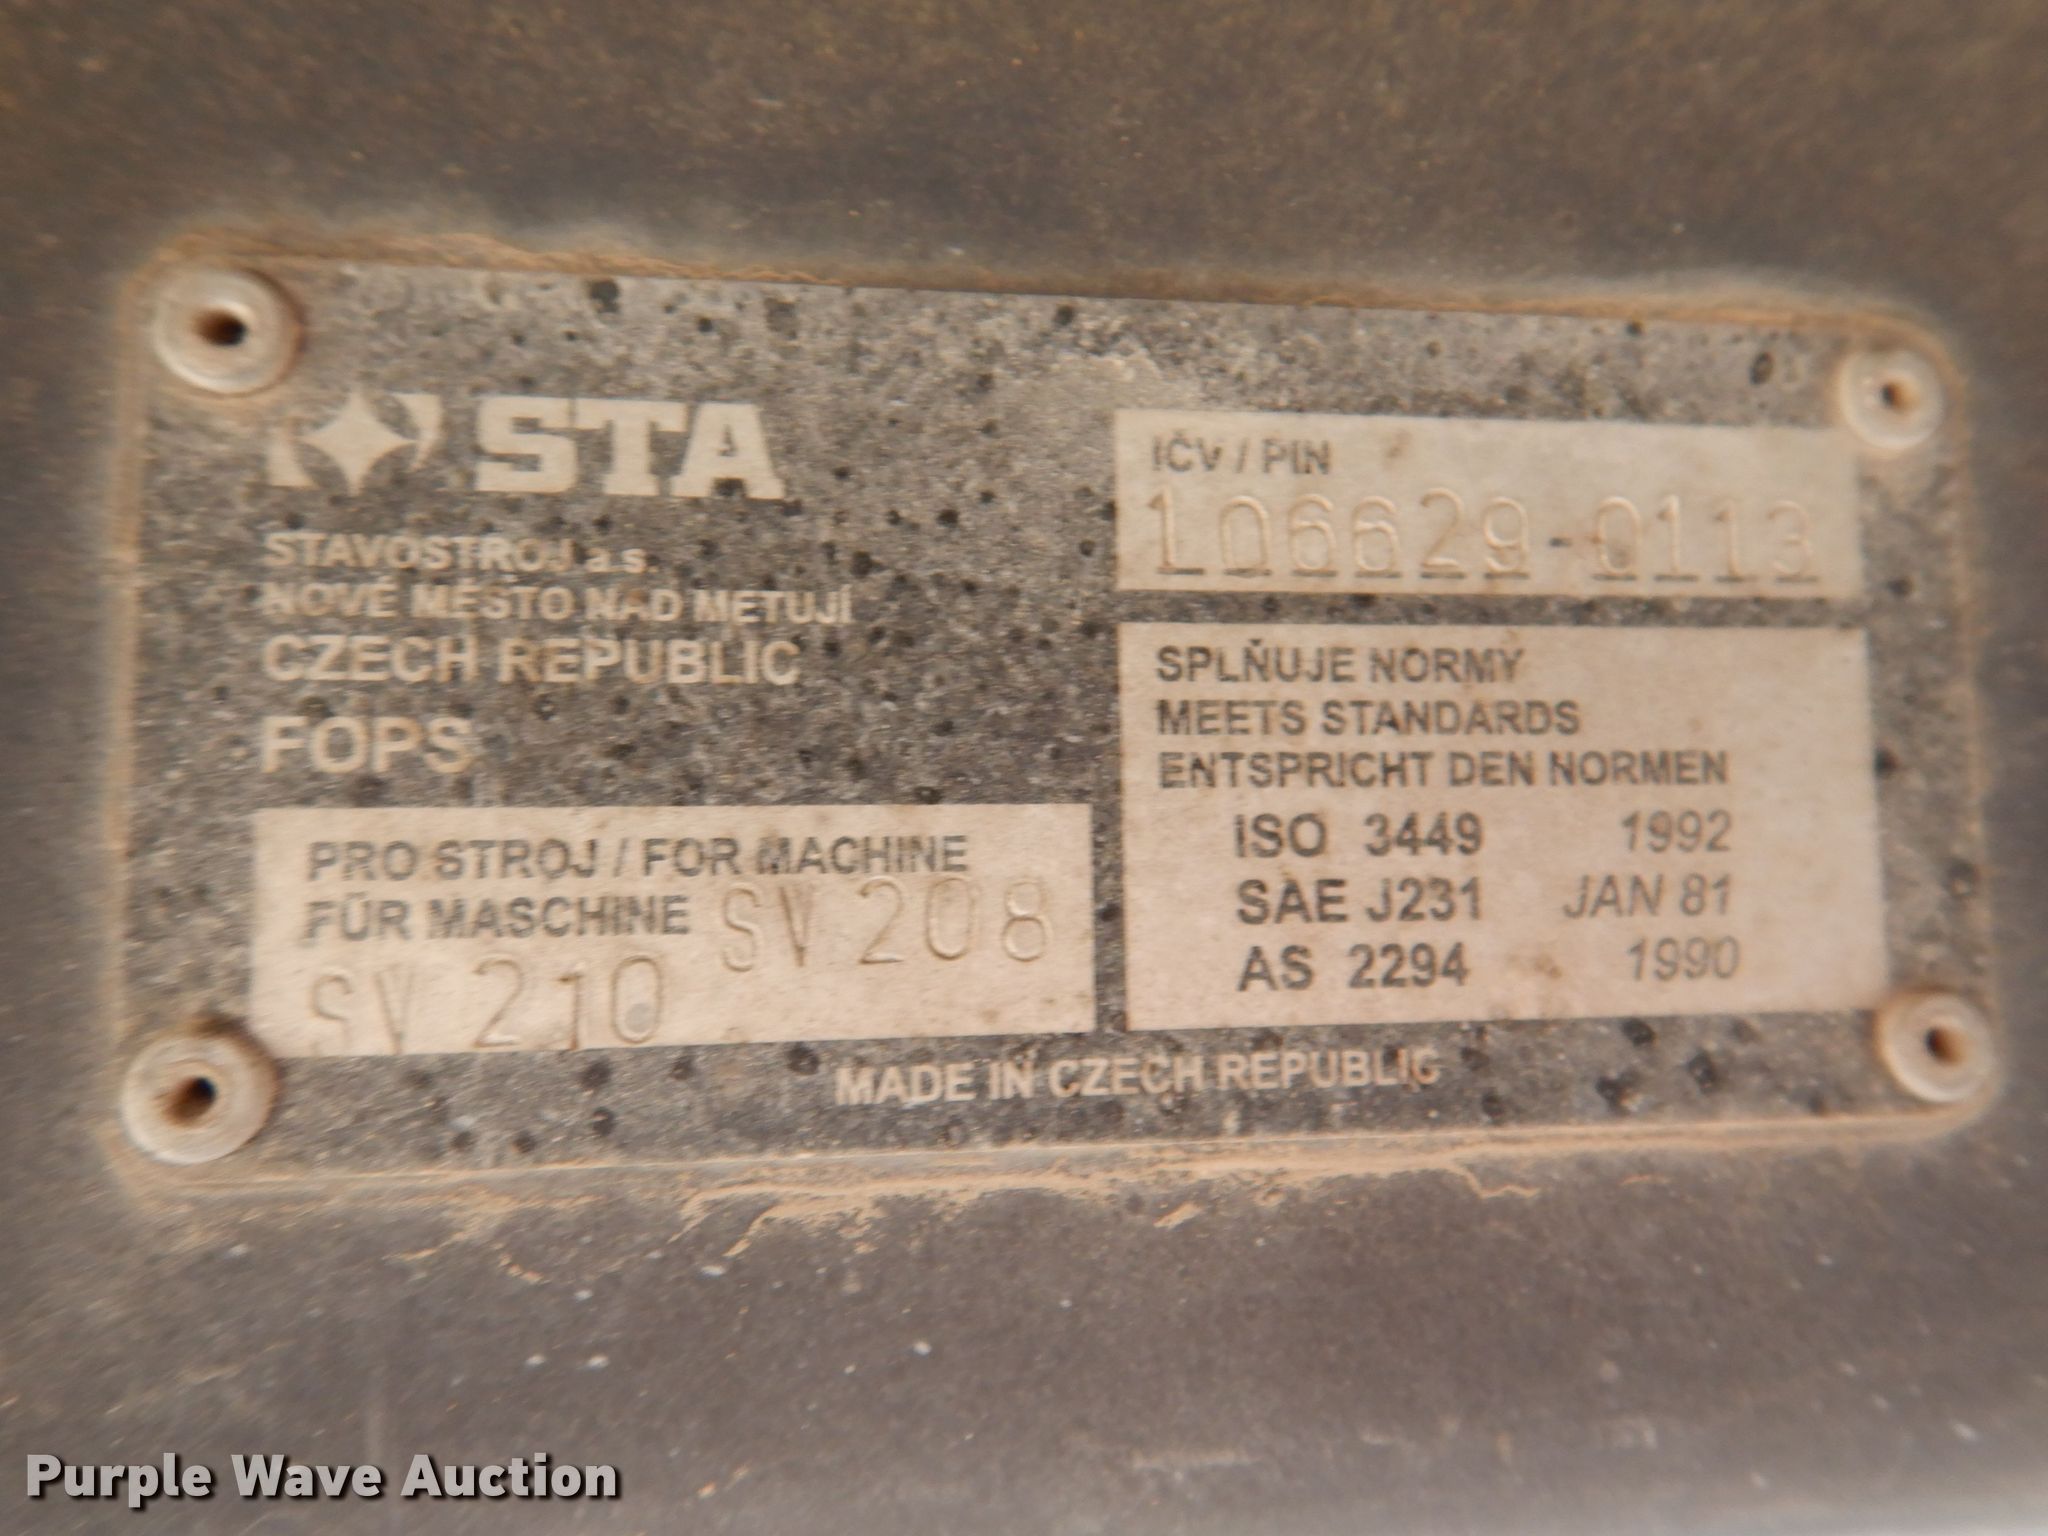 STA
STAVOSTROJ a.s.
NOVÉ MĚSTO NAD METUJÍ
CZECH REPUBLIC
FOPS
PRO STROJ / FOR MACHINE
FÜR MASCHINE SV 208
SV 210
IČV / PIN
106629-0113
SPLŇUJE NORMY
MEETS STANDARDS
ENTSPRICHT DEN NORMEN
ISO 3449 1992
SAE J231 JAN 81
AS 2294 1990
MADE IN CZECH REPUBLIC
Purple Wave Auction